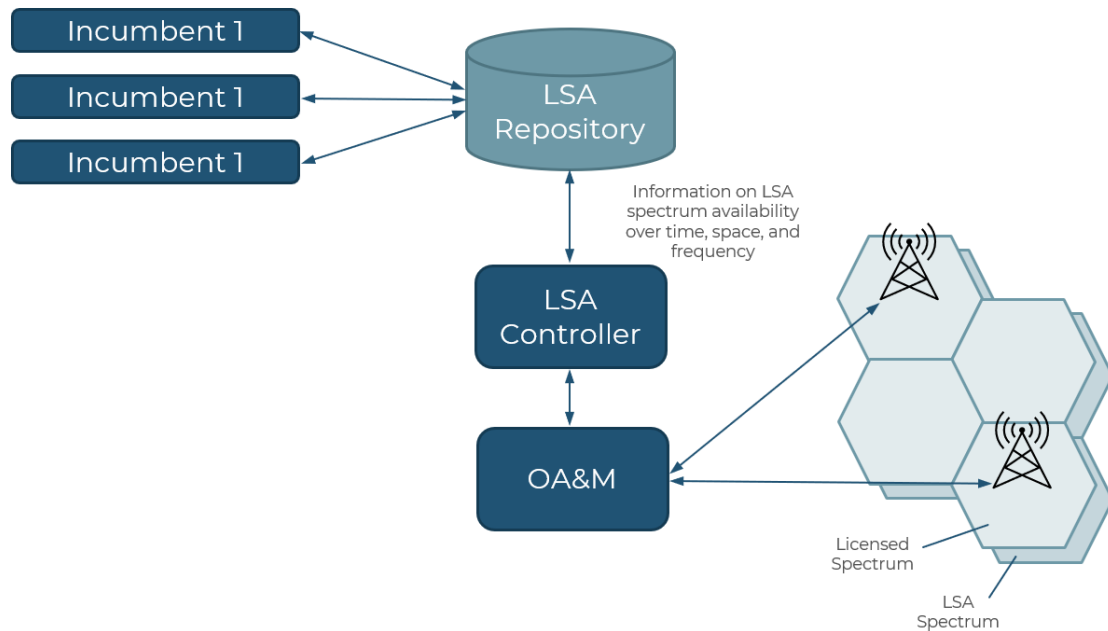 Incumbent 1
Incumbent 1
Incumbent 1
LSA
Repository
Information on LSA
spectrum availability
over time, space, and
frequency
LSA
Controller
OA&M
Licensed
Spectrum
LSA
Spectrum